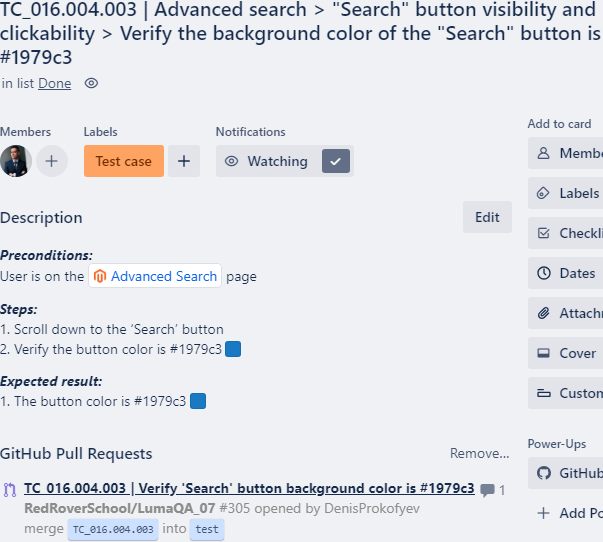 TC_016.004.003 | Advanced search > "Search" button visibility and
clickability > Verify the background color of the "Search" button is
#1979c3
in list Done
Members
Labels
Notifications
Test case
Watching
Description
Edit
Preconditions:
User is on the Advanced Search page
Steps:
1. Scroll down to the ‘Search’ button
2. Verify the button color is #1979c3
Expected result:
1. The button color is #1979c3
GitHub Pull Requests
Remove...
TC_016.004.003 | Verify 'Search' button background color is #1979c3
1
RedRoverSchool/LumaQA_07 #305 opened by DenisProkofyev
merge TC_016.004.003 into test
Add to card
Membe
Labels
Checkli
Dates
Attachm
Cover
Custom
Power-Ups
GitHub
+ Add Po